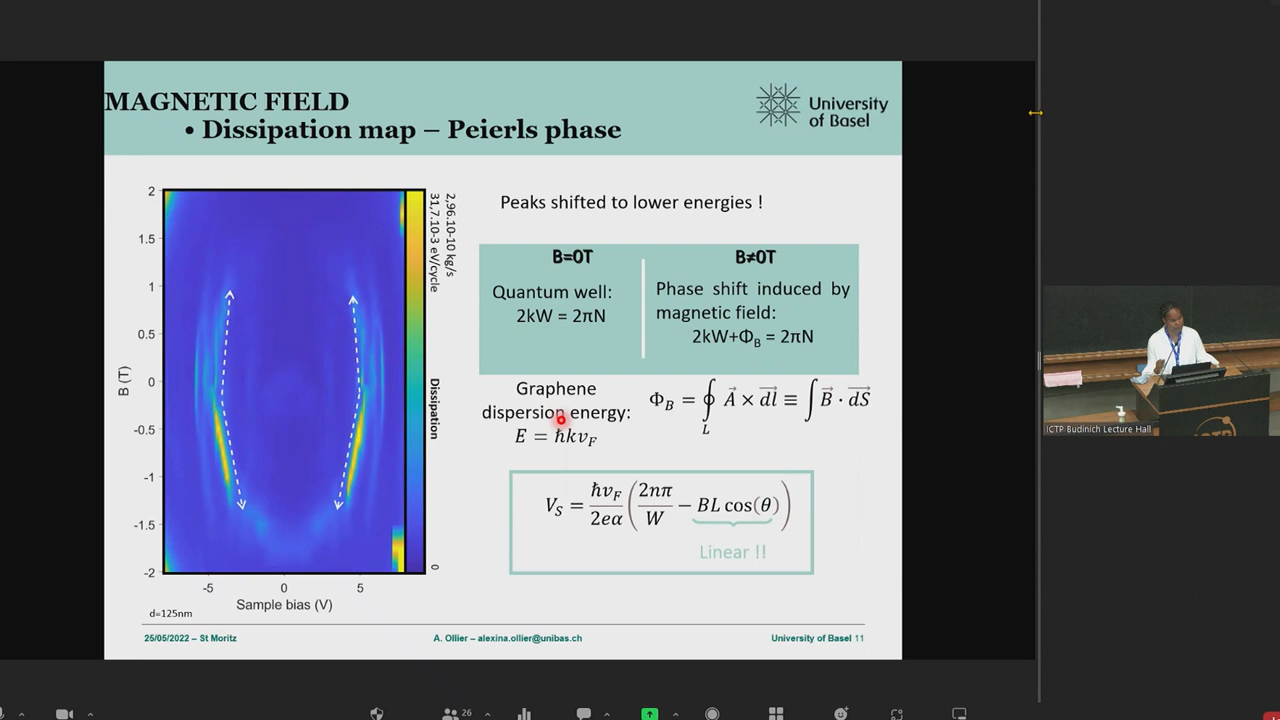 MAGNETIC FIELD
• Dissipation map – Peierls phase
University
of Basel
2
1.5
1
0.5
0
-0.5
-1
-1.5
-2
B (T)
-5
0
5
Sample bias (V)
d=125nm
2,96.10-10 kg/s
31,7.10-3 eV/cycle
Dissipation
0
Peaks shifted to lower energies !
B=0T
Quantum well:
2kW = 2πN
B≠0T
Phase shift induced by
magnetic field:
2kW+Φ_B = 2πN
Graphene
dispersion energy:
E = ħkv_F
Φ_B = ∮_L A⃗ × dl⃗ ≡ ∫ B⃗ · dS⃗
V_S = ħv_F/2eα (2nπ/W − BL cos(θ))
Linear !!
25/05/2022 – St Moritz
A. Ollier – alexina.ollier@unibas.ch
University of Basel 11
ICTP Budinich Lecture Hall
26